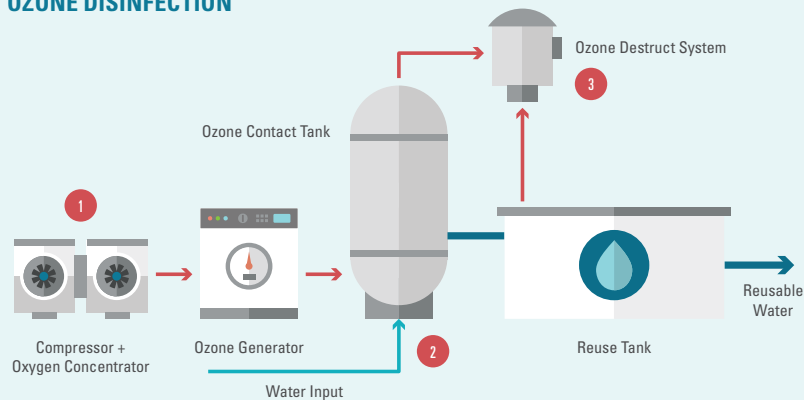 OZONE DISINFECTION
Ozone Destruct System
3
Ozone Contact Tank
1
Reusable
Water
Compressor +
Oxygen Concentrator
Ozone Generator
2
Reuse Tank
Water Input